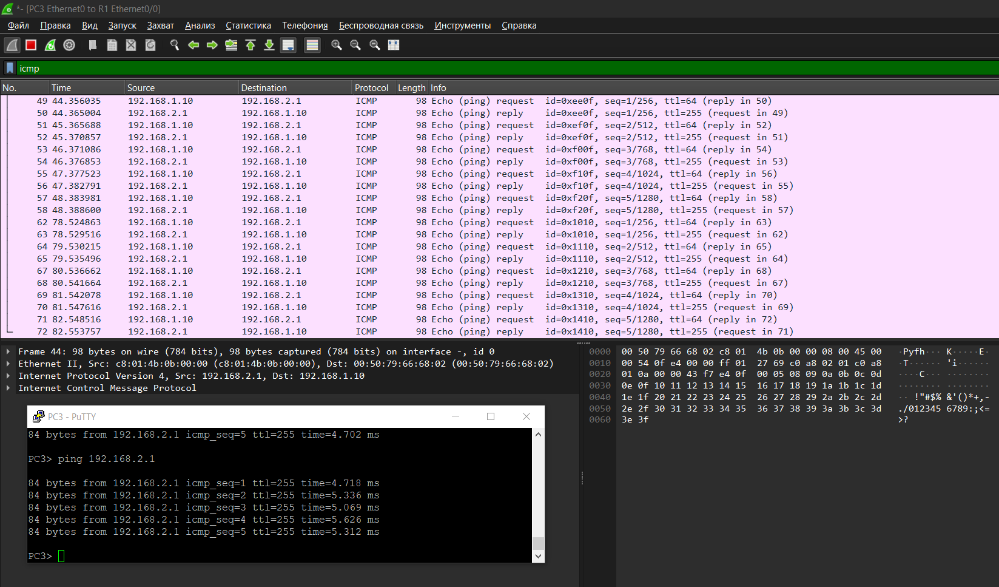 *- [PC3 Ethernet0 to R1 Ethernet0/0]
Файл Правка Вид Запуск Захват Анализ Статистика Телефония Беспроводная связь Инструменты Справка
icmp
No. Time Source Destination Protocol Length Info
49 44.356035 192.168.1.10 192.168.2.1 ICMP 98 Echo (ping) request id=0xee0f, seq=1/256, ttl=64 (reply in 50)
50 44.365004 192.168.2.1 192.168.1.10 ICMP 98 Echo (ping) reply id=0xee0f, seq=1/256, ttl=255 (request in 49)
51 45.365688 192.168.1.10 192.168.2.1 ICMP 98 Echo (ping) request id=0xef0f, seq=2/512, ttl=64 (reply in 52)
52 45.370857 192.168.2.1 192.168.1.10 ICMP 98 Echo (ping) reply id=0xef0f, seq=2/512, ttl=255 (request in 51)
53 46.371086 192.168.1.10 192.168.2.1 ICMP 98 Echo (ping) request id=0xf00f, seq=3/768, ttl=64 (reply in 54)
54 46.376853 192.168.2.1 192.168.1.10 ICMP 98 Echo (ping) reply id=0xf00f, seq=3/768, ttl=255 (request in 53)
55 47.377523 192.168.1.10 192.168.2.1 ICMP 98 Echo (ping) request id=0xf10f, seq=4/1024, ttl=64 (reply in 56)
56 47.382791 192.168.2.1 192.168.1.10 ICMP 98 Echo (ping) reply id=0xf10f, seq=4/1024, ttl=255 (request in 55)
57 48.383981 192.168.1.10 192.168.2.1 ICMP 98 Echo (ping) request id=0xf20f, seq=5/1280, ttl=64 (reply in 58)
58 48.388600 192.168.2.1 192.168.1.10 ICMP 98 Echo (ping) reply id=0xf20f, seq=5/1280, ttl=255 (request in 57)
62 78.524863 192.168.1.10 192.168.2.1 ICMP 98 Echo (ping) request id=0x1010, seq=1/256, ttl=64 (reply in 63)
63 78.529516 192.168.2.1 192.168.1.10 ICMP 98 Echo (ping) reply id=0x1010, seq=1/256, ttl=255 (request in 62)
64 79.530215 192.168.1.10 192.168.2.1 ICMP 98 Echo (ping) request id=0x1110, seq=2/512, ttl=64 (reply in 65)
65 79.535496 192.168.2.1 192.168.1.10 ICMP 98 Echo (ping) reply id=0x1110, seq=2/512, ttl=255 (request in 64)
67 80.536662 192.168.1.10 192.168.2.1 ICMP 98 Echo (ping) request id=0x1210, seq=3/768, ttl=64 (reply in 68)
68 80.541664 192.168.2.1 192.168.1.10 ICMP 98 Echo (ping) reply id=0x1210, seq=3/768, ttl=255 (request in 67)
69 81.542078 192.168.1.10 192.168.2.1 ICMP 98 Echo (ping) request id=0x1310, seq=4/1024, ttl=64 (reply in 70)
70 81.547616 192.168.2.1 192.168.1.10 ICMP 98 Echo (ping) reply id=0x1310, seq=4/1024, ttl=255 (request in 69)
71 82.548516 192.168.1.10 192.168.2.1 ICMP 98 Echo (ping) request id=0x1410, seq=5/1280, ttl=64 (reply in 72)
72 82.553757 192.168.2.1 192.168.1.10 ICMP 98 Echo (ping) reply id=0x1410, seq=5/1280, ttl=255 (request in 71)
Frame 44: 98 bytes on wire (784 bits), 98 bytes captured (784 bits) on interface -, id 0
Ethernet II, Src: c8:01:4b:0b:00:00 (c8:01:4b:0b:00:00), Dst: 00:50:79:66:68:02 (00:50:79:66:68:02)
Internet Protocol Version 4, Src: 192.168.2.1, Dst: 192.168.1.10
Internet Control Message Protocol
0000 00 50 79 66 68 02 c8 01 4b 0b 00 00 08 00 45 00 ·Pyfh··· K·····E·
0010 00 54 0f e4 00 00 ff 01 27 69 c0 a8 02 01 c0 a8 ·T······ 'i······
0020 01 0a 00 00 43 f7 e4 0f 00 05 08 09 0a 0b 0c 0d ····C··· ········
0030 0e 0f 10 11 12 13 14 15 16 17 18 19 1a 1b 1c 1d ········ ········
0040 1e 1f 20 21 22 23 24 25 26 27 28 29 2a 2b 2c 2d ·· !"#$% &'()*+,-
0050 2e 2f 30 31 32 33 34 35 36 37 38 39 3a 3b 3c 3d ./012345 6789:;<=
0060 3e 3f >?
PC3 - PuTTY
84 bytes from 192.168.2.1 icmp_seq=5 ttl=255 time=4.702 ms
PC3> ping 192.168.2.1
84 bytes from 192.168.2.1 icmp_seq=1 ttl=255 time=4.718 ms
84 bytes from 192.168.2.1 icmp_seq=2 ttl=255 time=5.336 ms
84 bytes from 192.168.2.1 icmp_seq=3 ttl=255 time=5.069 ms
84 bytes from 192.168.2.1 icmp_seq=4 ttl=255 time=5.626 ms
84 bytes from 192.168.2.1 icmp_seq=5 ttl=255 time=5.312 ms
PC3>